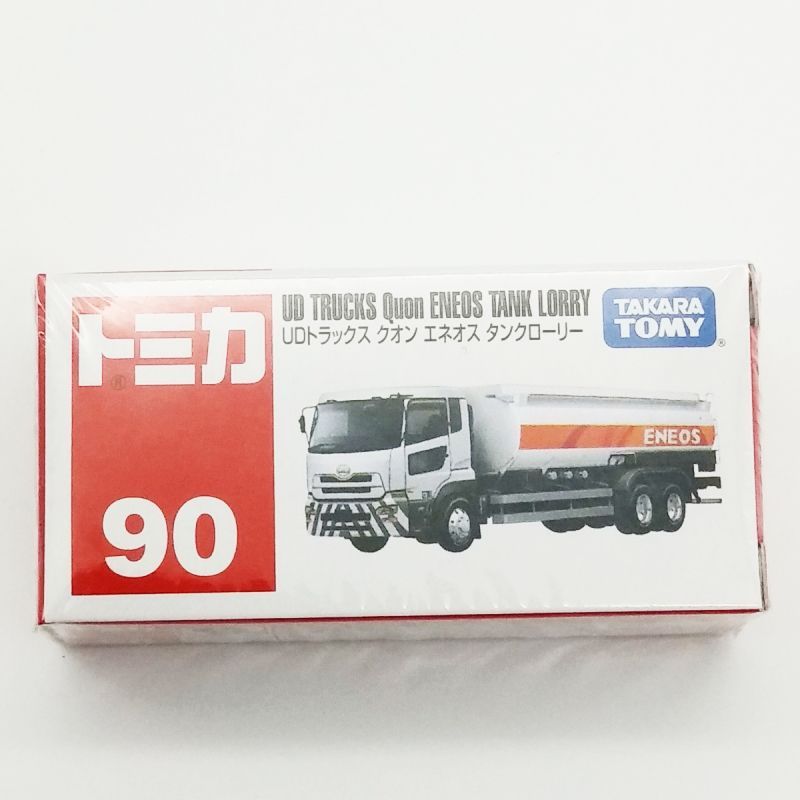 トミカ
®
90
UD TRUCKS Quon ENEOS TANK LORRY
UDトラックス クオン エネオス タンクローリー
TAKARA
TOMY
®
ENEOS